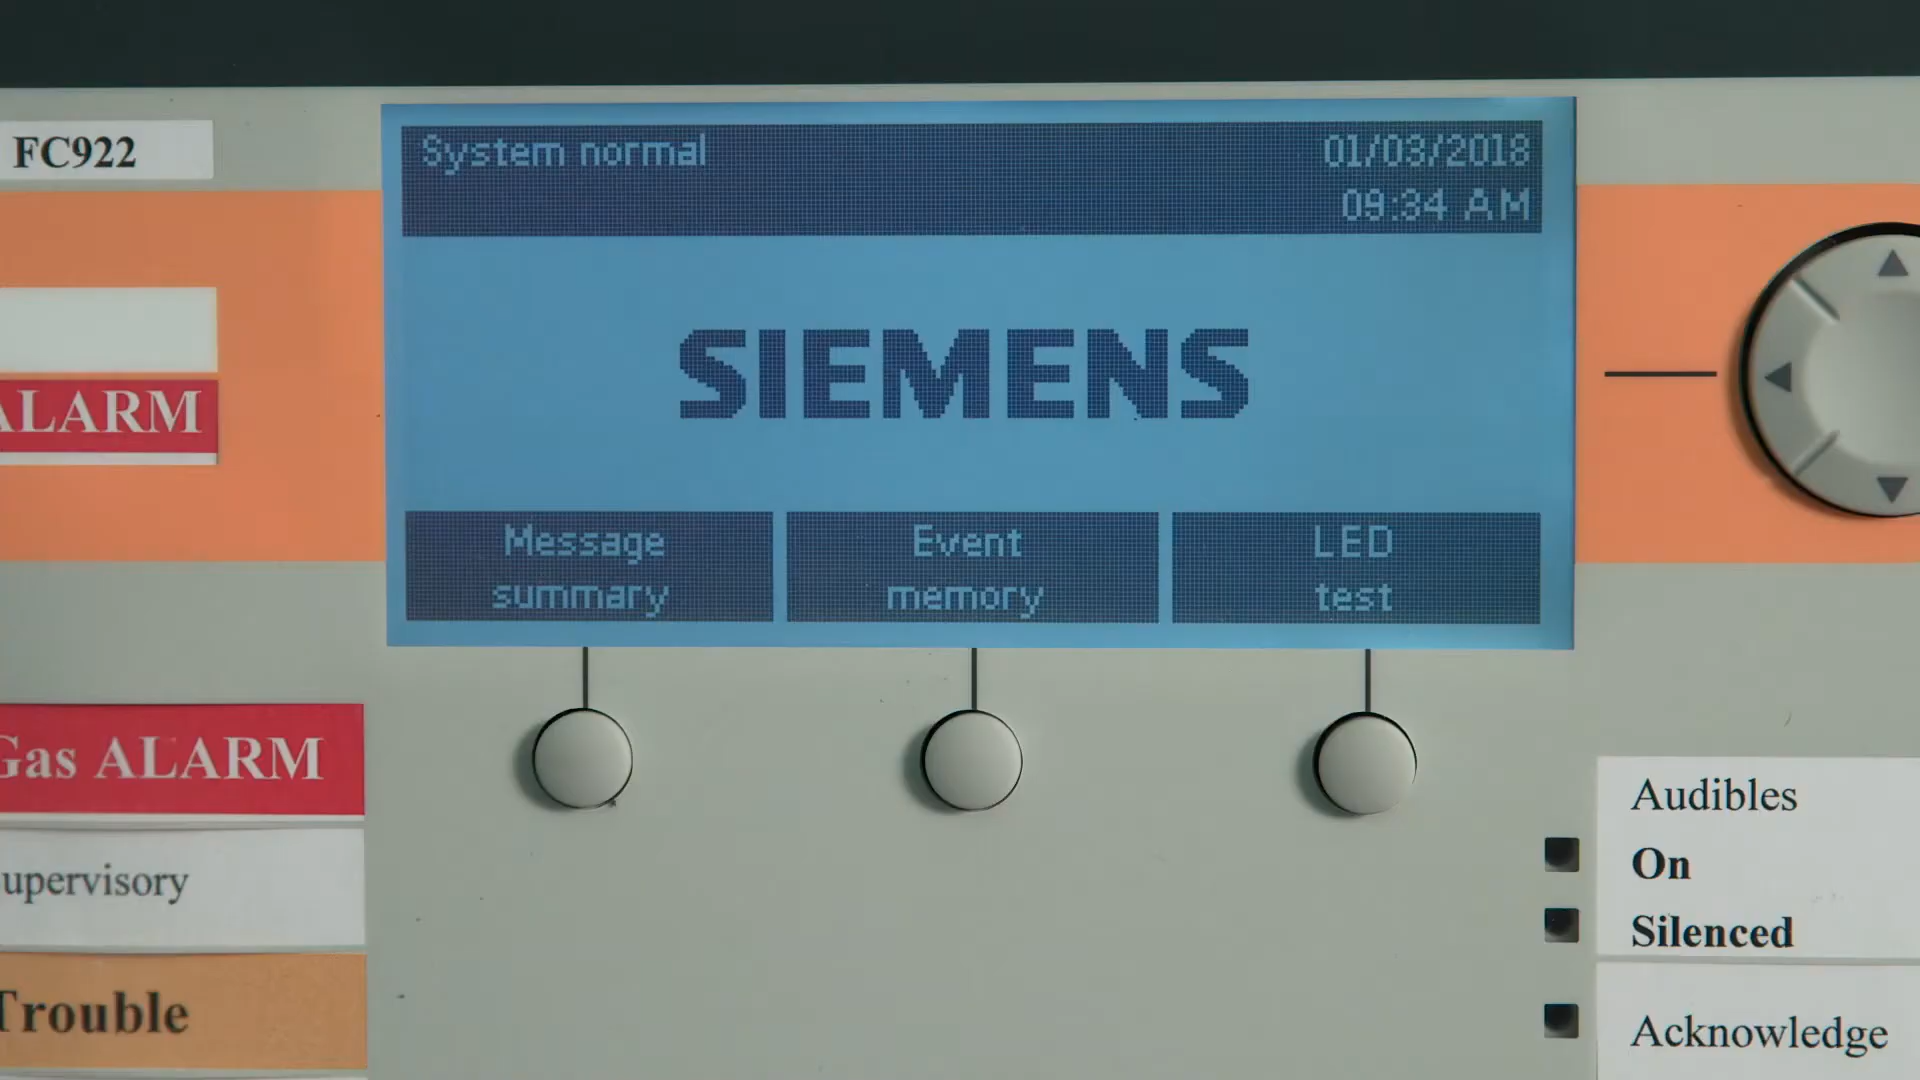 FC922
System normal
01/03/2018
09:34 AM
SIEMENS
Message
summary
Event
memory
LED
test
ALARM
Gas ALARM
upervisory
Trouble
Audibles
On
Silenced
Acknowledge